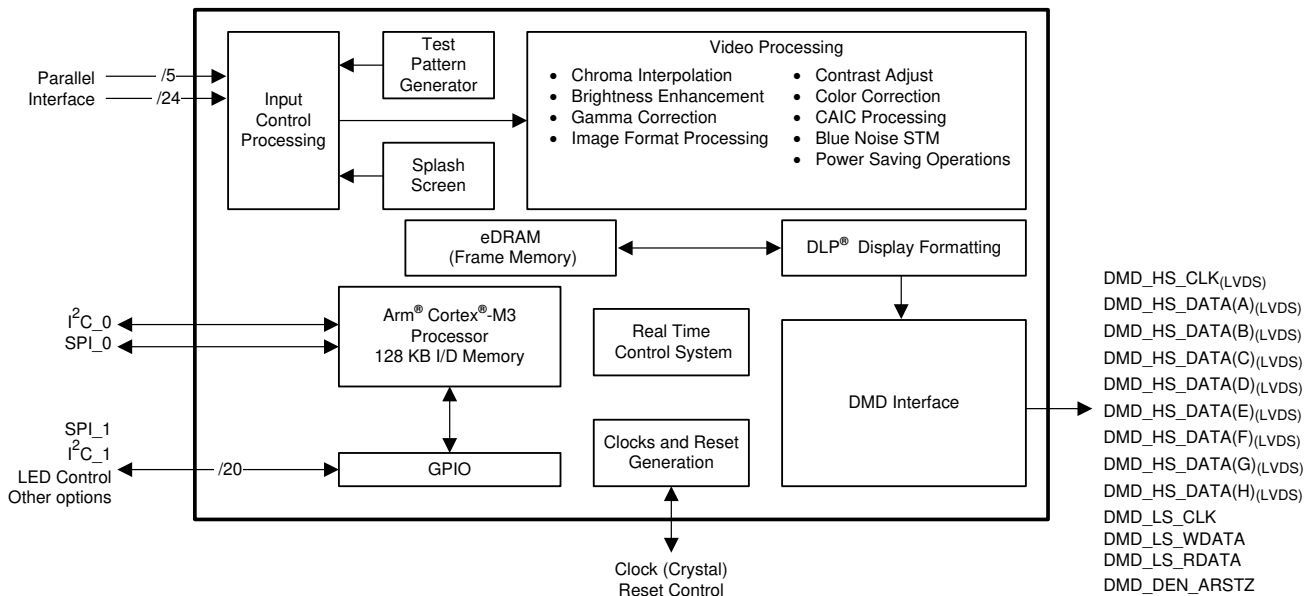 Parallel
Interface
/5
/24
Input
Control
Processing
Test
Pattern
Generator
Splash
Screen
Video Processing
• Chroma Interpolation
• Brightness Enhancement
• Gamma Correction
• Image Format Processing
• Contrast Adjust
• Color Correction
• CAIC Processing
• Blue Noise STM
• Power Saving Operations
eDRAM
(Frame Memory)
DLP® Display Formatting
I²C_0
SPI_0
Arm® Cortex®-M3
Processor
128 KB I/D Memory
Real Time
Control System
DMD Interface
SPI_1
I²C_1
LED Control
Other options
/20
GPIO
Clocks and Reset
Generation
Clock (Crystal)
Reset Control
DMD_HS_CLK(LVDS)
DMD_HS_DATA(A)(LVDS)
DMD_HS_DATA(B)(LVDS)
DMD_HS_DATA(C)(LVDS)
DMD_HS_DATA(D)(LVDS)
DMD_HS_DATA(E)(LVDS)
DMD_HS_DATA(F)(LVDS)
DMD_HS_DATA(G)(LVDS)
DMD_HS_DATA(H)(LVDS)
DMD_LS_CLK
DMD_LS_WDATA
DMD_LS_RDATA
DMD_DEN_ARSTZ